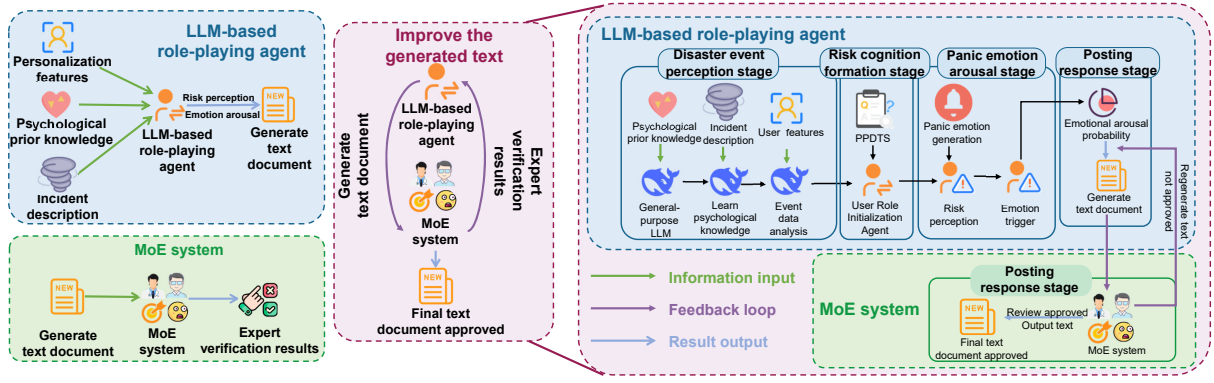 LLM-based
role-playing agent
Personalization
features
Psychological
prior knowledge
Incident
description
LLM-based
role-playing
agent
Risk perception
Emotion arousal
NEW
Generate
text
document
MoE system
NEW
Generate
text document
MoE
system
Expert
verification results
Improve the
generated text
LLM-based
role-playing
agent
Generate
text document
Expert
verification
results
MoE
system
NEW
Final text
document approved
LLM-based role-playing agent
Disaster event
perception stage
Psychological
prior knowledge
Incident
description
User features
General-
purpose
LLM
Learn
psychological
knowledge
Event
data
analysis
Risk cognition
formation stage
PPDTS
User Role
Initialization
Agent
Panic emotion
arousal stage
Panic emotion
generation
Risk
perception
Emotion
trigger
Posting
response stage
Emotional arousal
probability
NEW
Generate
text document
Regenerate text
not approved
Information input
Feedback loop
Result output
MoE system
Posting
response stage
NEW
Final text
document approved
Review approved
Output text
MoE system